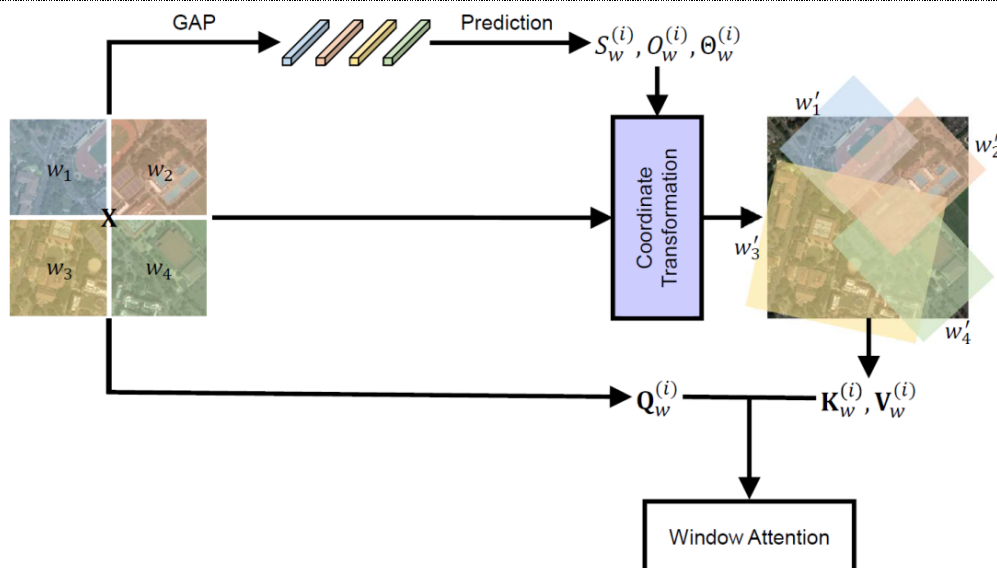 GAP
Prediction
S_w^{(i)}, O_w^{(i)}, Θ_w^{(i)}
w_1
w_2
X
w_3
w_4
Coordinate
Transformation
w'_1
w'_2
w'_3
w'_4
Q_w^{(i)}
K_w^{(i)}, V_w^{(i)}
Window Attention